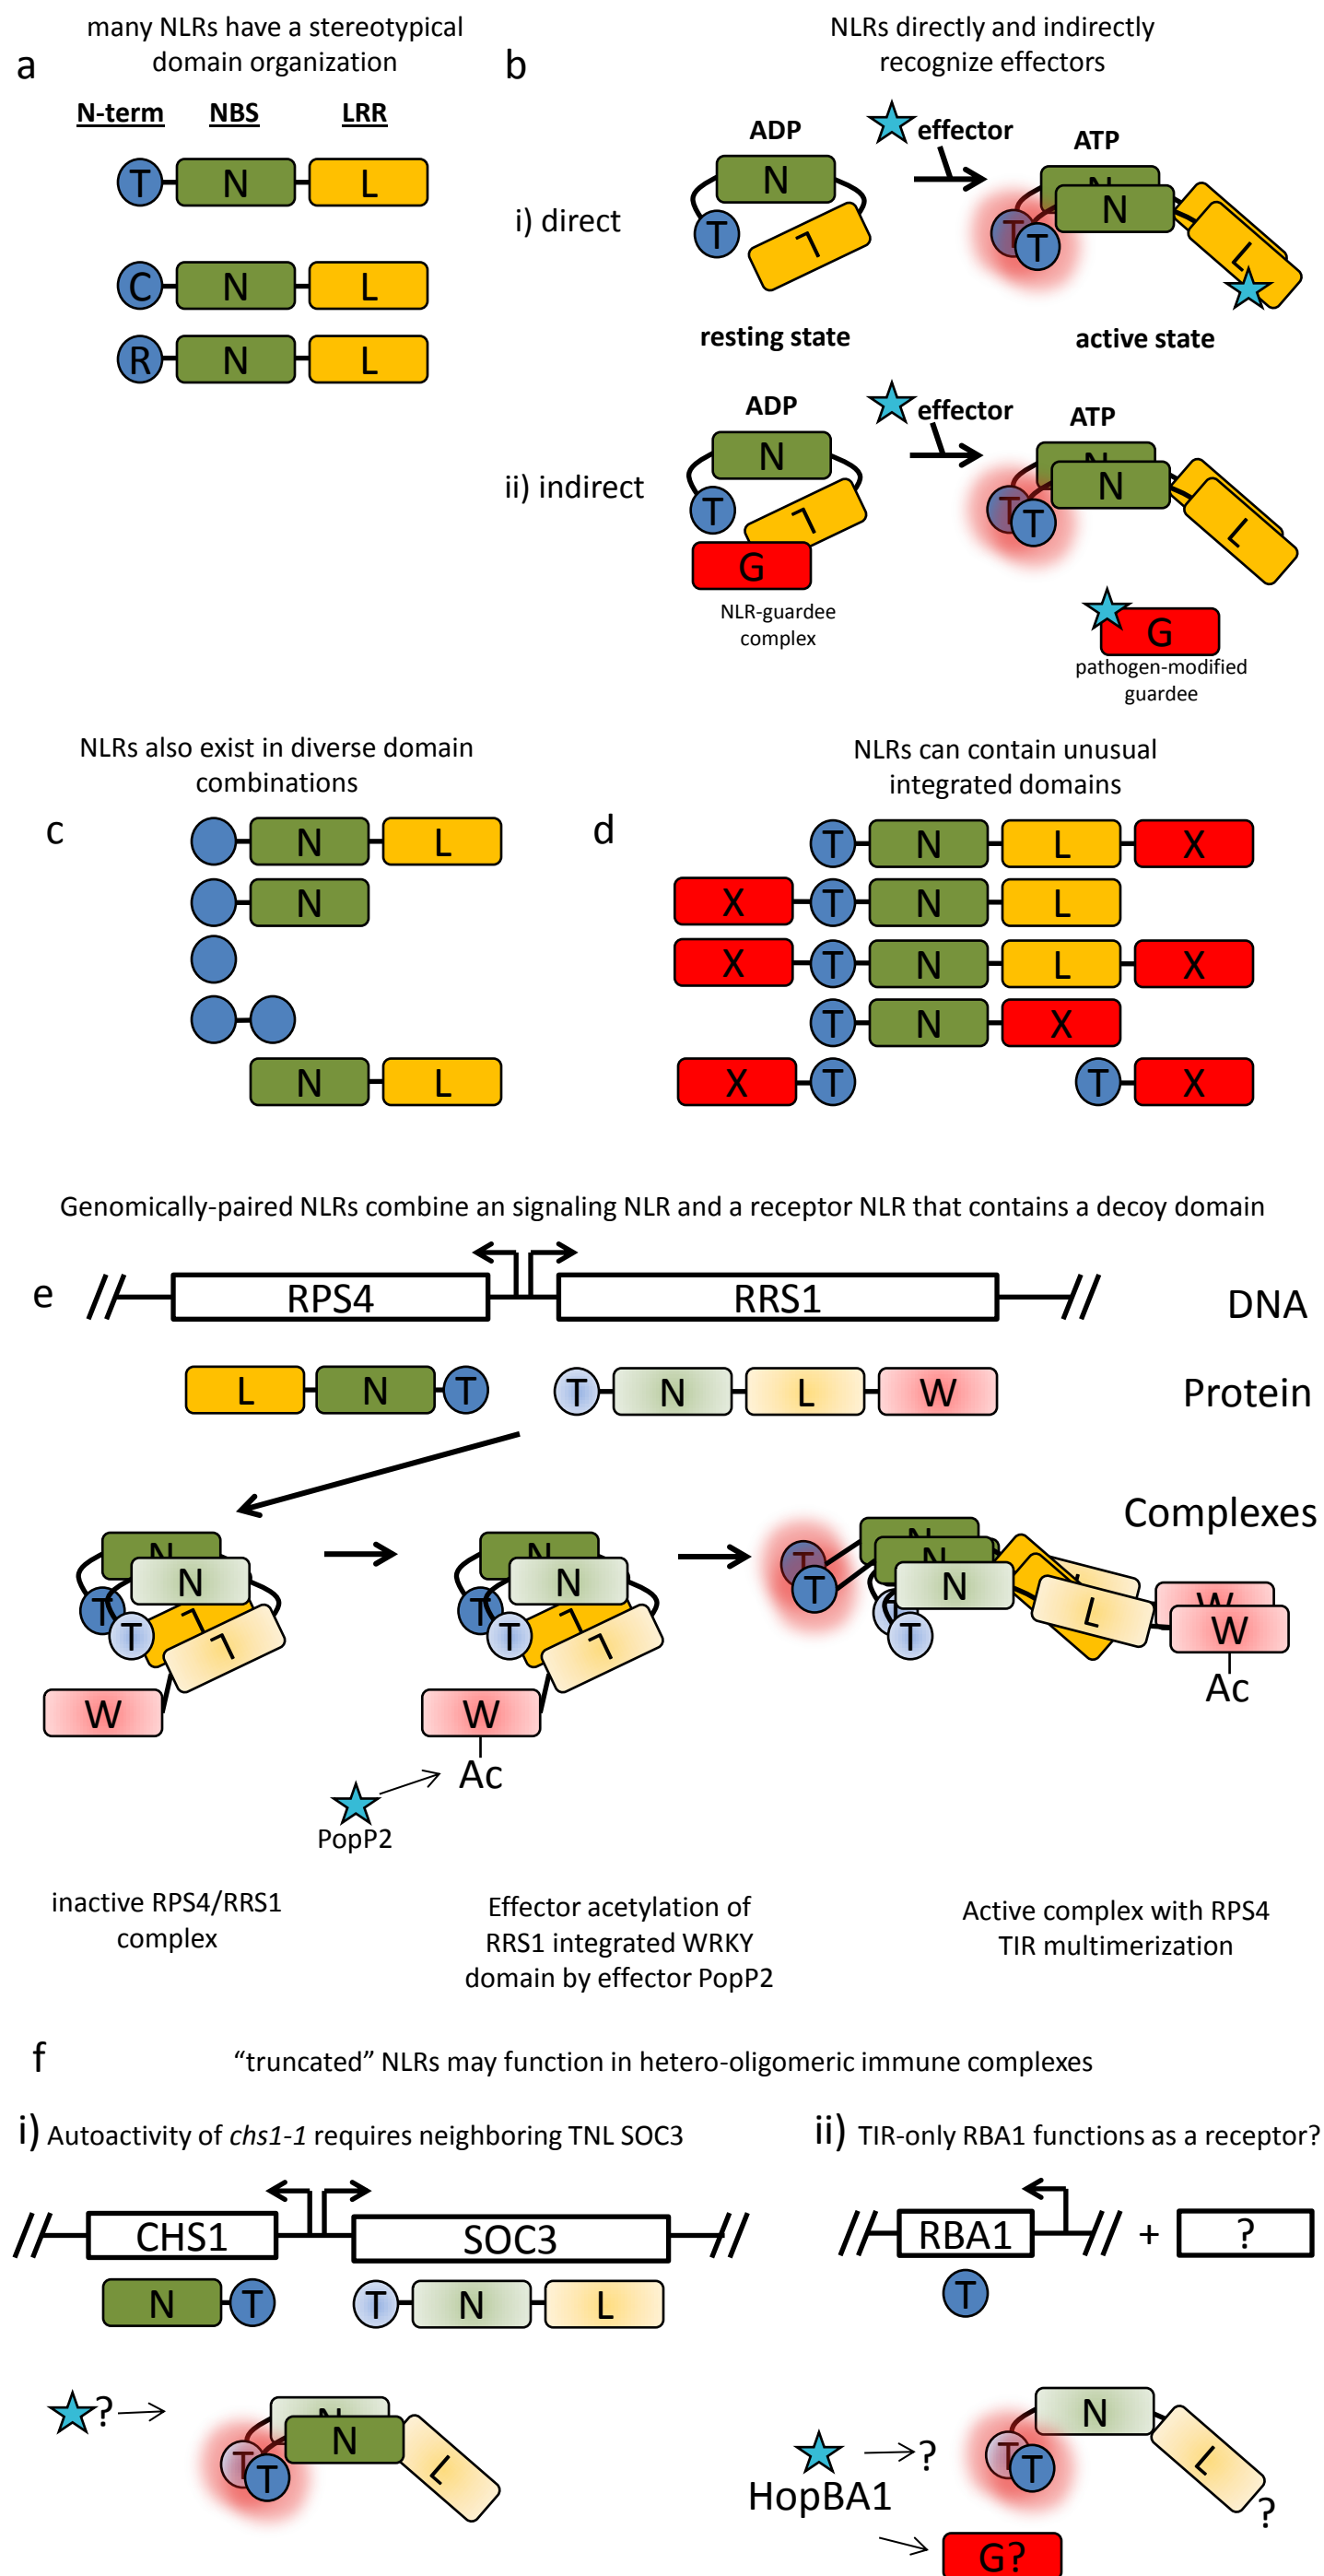 many NLRs have a stereotypical
domain organization
a
N-term NBS LRR
T N L
C N L
R N L
NLRs directly and indirectly
recognize effectors
b
ADP effector ATP
N N N
i) direct
T L T T L
resting state active state
ADP effector ATP
N N N
ii) indirect
T L T T L
G
NLR-guardee
complex
G
pathogen-modified
guardee
NLRs also exist in diverse domain
combinations
c
N L
N
N L
NLRs can contain unusual
integrated domains
d
T N L X
X T N L
X T N L X
T N X
X T T X
Genomically-paired NLRs combine an signaling NLR and a receptor NLR that contains a decoy domain
e
RPS4 RRS1 DNA
L N T T N L W Protein
Complexes
N N T T L L W
N N T T L L W
Ac
PopP2
T T N N N T T L L W W
Ac
inactive RPS4/RRS1
complex
Effector acetylation of
RRS1 integrated WRKY
domain by effector PopP2
Active complex with RPS4
TIR multimerization
f
"truncated" NLRs may function in hetero-oligomeric immune complexes
i) Autoactivity of chs1-1 requires neighboring TNL SOC3
CHS1 SOC3
N T T N L
? N N
T T L
ii) TIR-only RBA1 functions as a receptor?
RBA1 + ?
T
N
T T L
?
?
HopBA1
G?